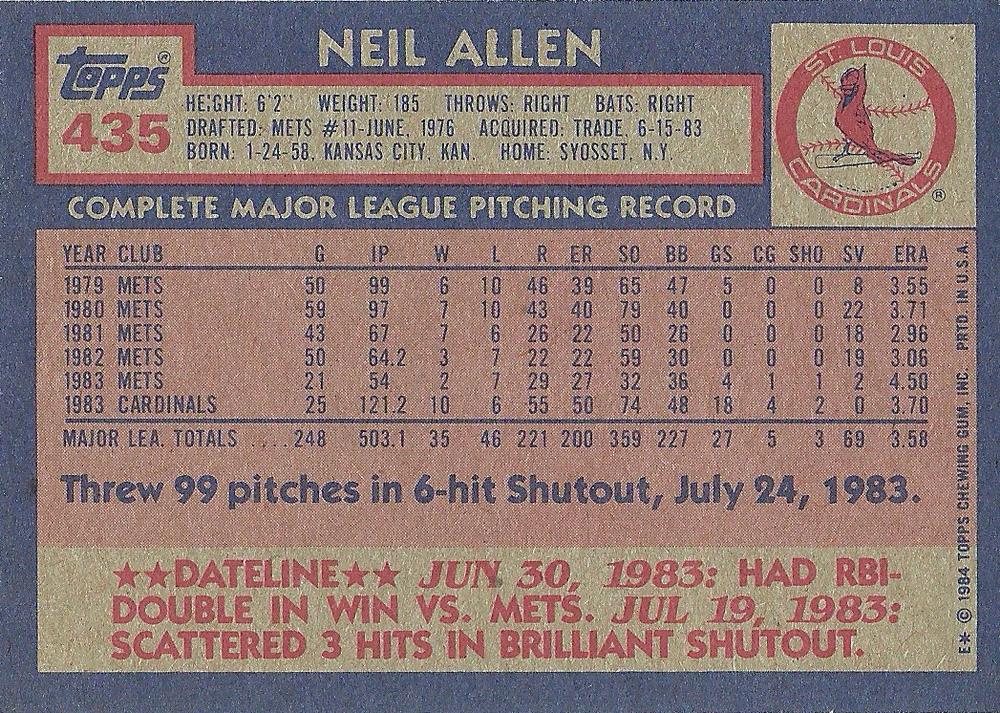 NEIL ALLEN
Topps®
435
HEIGHT: 6'2" WEIGHT: 185 THROWS: RIGHT BATS: RIGHT
DRAFTED: METS #11-JUNE, 1976 ACQUIRED: TRADE, 6-15-83
BORN: 1-24-58, KANSAS CITY, KAN. HOME: SYOSSET, N.Y.
ST. LOUIS
CARDINALS
®
COMPLETE MAJOR LEAGUE PITCHING RECORD
YEAR CLUB G IP W L R ER SO BB GS CG SHO SV ERA
1979 METS 50 99 6 10 46 39 65 47 5 0 0 8 3.55
1980 METS 59 97 7 10 43 40 79 40 0 0 0 22 3.71
1981 METS 43 67 7 6 26 22 50 26 0 0 0 18 2.96
1982 METS 50 64.2 3 7 22 22 59 30 0 0 0 19 3.06
1983 METS 21 54 2 7 29 27 32 36 4 1 1 2 4.50
1983 CARDINALS 25 121.2 10 6 55 50 74 48 18 4 2 0 3.70
MAJOR LEA. TOTALS ....248 503.1 35 46 221 200 359 227 27 5 3 69 3.58
Threw 99 pitches in 6-hit Shutout, July 24, 1983.
★★DATELINE★★ JUN 30, 1983: HAD RBI-
DOUBLE IN WIN VS. METS. JUL 19, 1983:
SCATTERED 3 HITS IN BRILLIANT SHUTOUT.
E* © 1984 TOPPS CHEWING GUM, INC. PRTD. IN U.S.A.